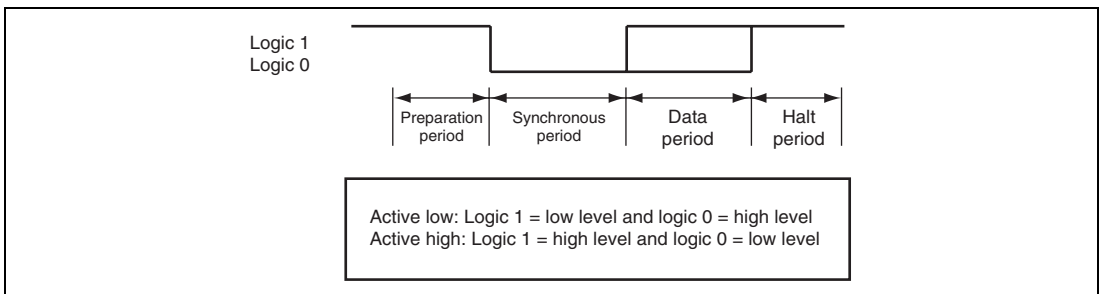 Logic 1
Logic 0
Preparation
period
Synchronous
period
Data
period
Halt
period
Active low: Logic 1 = low level and logic 0 = high level
Active high: Logic 1 = high level and logic 0 = low level